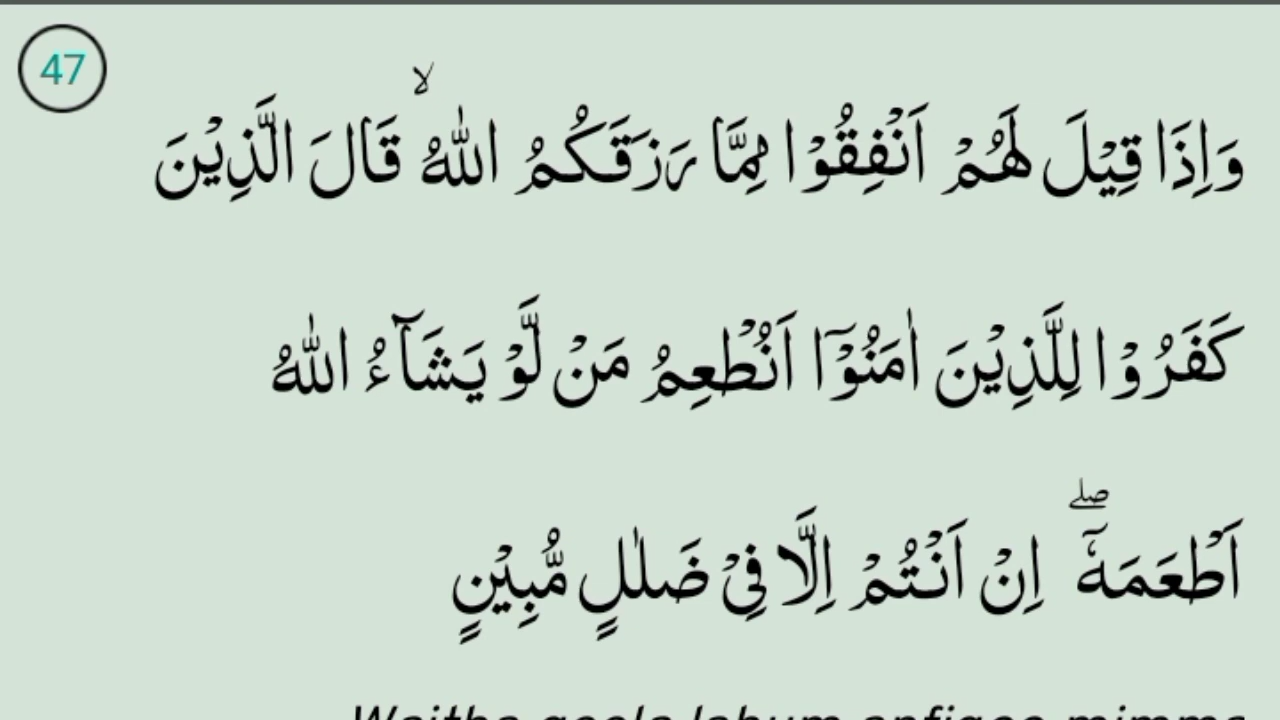 47
وَاِذَا قِيْلَ لَهُمْ اَنْفِقُوْا مِمَّا رَزَقَكُمُ اللّٰهُ ۙ قَالَ الَّذِيْنَ
كَفَرُوْا لِلَّذِيْنَ اٰمَنُوْۤا اَنُطْعِمُ مَنْ لَّوْ يَشَآءُ اللّٰهُ
اَطْعَمَهٗۤ ۖ اِنْ اَنْتُمْ اِلَّا فِيْ ضَلٰلٍ مُّبِيْنٍ
Waitha qeela lahum anfiqoo mimma